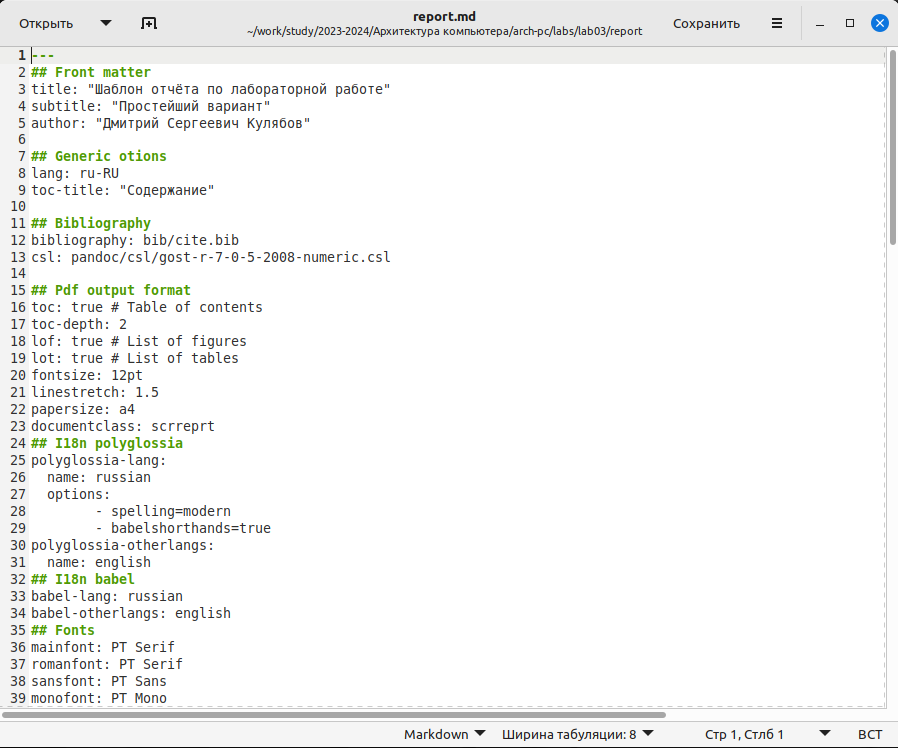 Открыть
report.md
~/work/study/2023-2024/Архитектура компьютера/arch-pc/labs/lab03/report
Сохранить
1 ---
2 ## Front matter
3 title: "Шаблон отчёта по лабораторной работе"
4 subtitle: "Простейший вариант"
5 author: "Дмитрий Сергеевич Кулябов"
6
7 ## Generic otions
8 lang: ru-RU
9 toc-title: "Содержание"
10
11 ## Bibliography
12 bibliography: bib/cite.bib
13 csl: pandoc/csl/gost-r-7-0-5-2008-numeric.csl
14
15 ## Pdf output format
16 toc: true # Table of contents
17 toc-depth: 2
18 lof: true # List of figures
19 lot: true # List of tables
20 fontsize: 12pt
21 linestretch: 1.5
22 papersize: a4
23 documentclass: scrreprt
24 ## I18n polyglossia
25 polyglossia-lang:
26   name: russian
27   options:
28         - spelling=modern
29         - babelshorthands=true
30 polyglossia-otherlangs:
31   name: english
32 ## I18n babel
33 babel-lang: russian
34 babel-otherlangs: english
35 ## Fonts
36 mainfont: PT Serif
37 romanfont: PT Serif
38 sansfont: PT Sans
39 monofont: PT Mono
Markdown Ширина табуляции: 8 Стр 1, Стлб 1 ВСТ